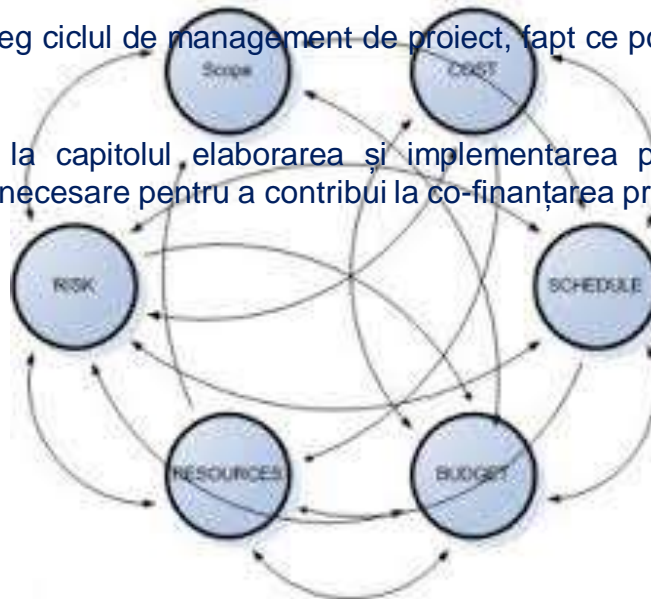 eg ciclul de management de proiect, fapt ce po
Scope
COST
la capitolul elaborarea și implementarea p
necesare pentru a contribui la co-finanțarea pr
RISK
SCHEDULE
RESOURCES
BUDGET